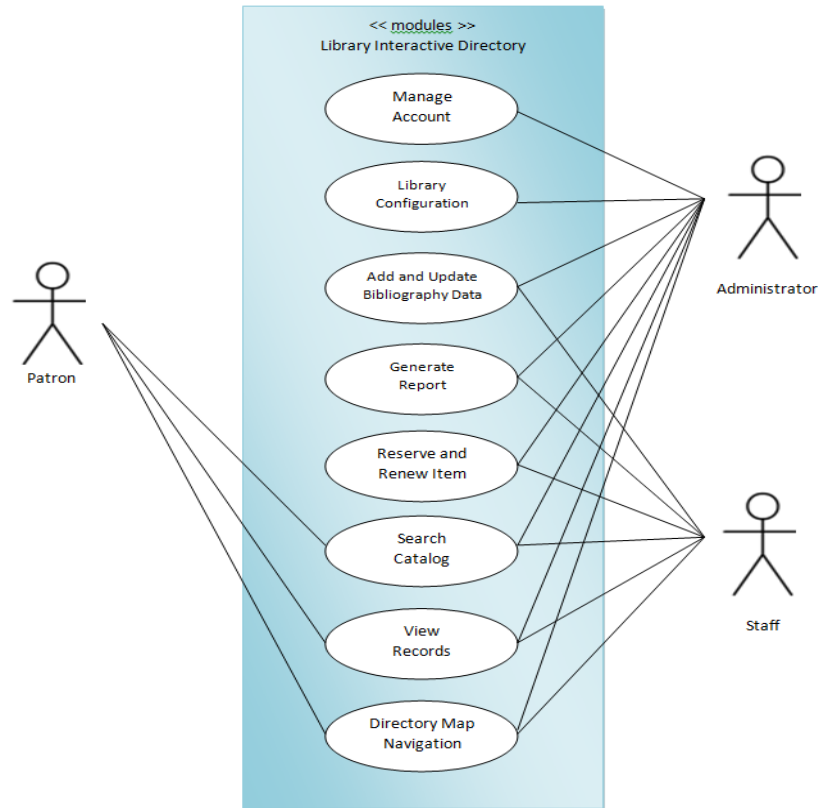 << modules >>
Library Interactive Directory
Manage
Account
Library
Configuration
Add and Update
Bibliography Data
Generate
Report
Reserve and
Renew Item
Search
Catalog
View
Records
Directory Map
Navigation
Patron
Administrator
Staff